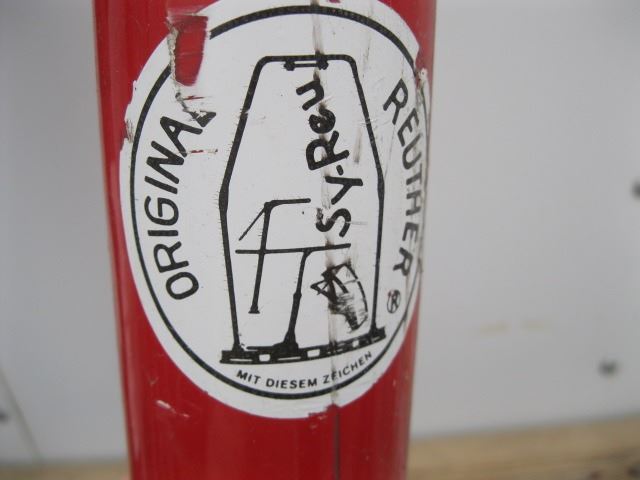 ORIGINAL
REUTHER ®
Sy-Reu
MIT DIESEM ZEICHEN